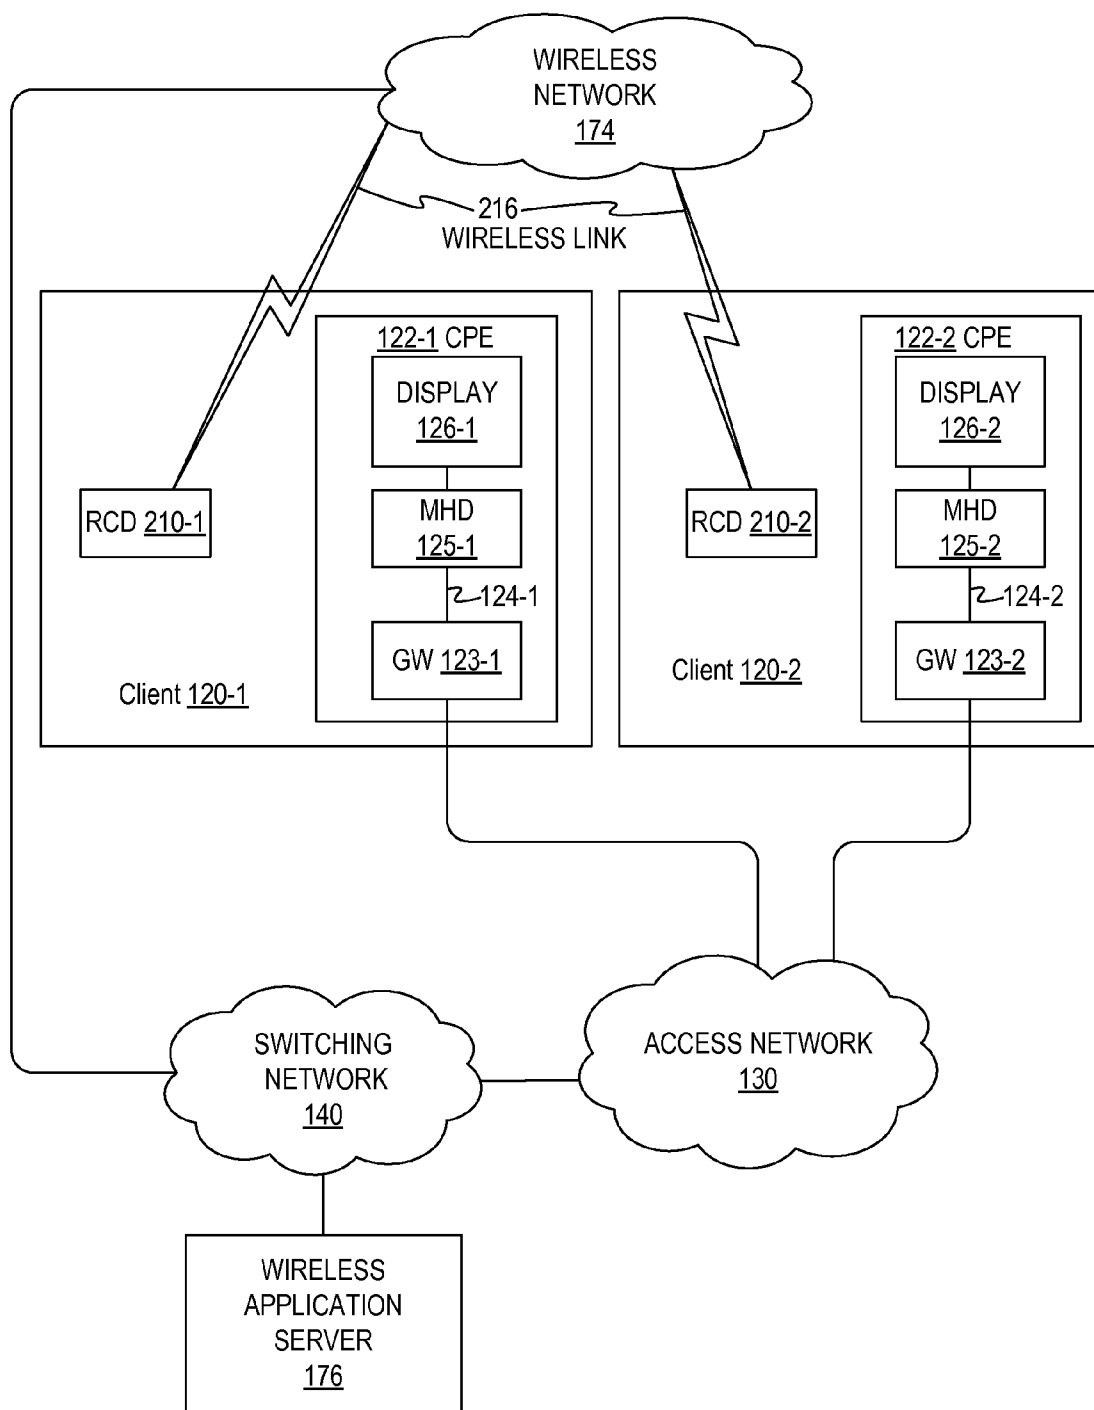 WIRELESS
NETWORK
174
216
WIRELESS LINK
122-1 CPE
DISPLAY
126-1
RCD 210-1
MHD
125-1
124-1
GW 123-1
Client 120-1
122-2 CPE
DISPLAY
126-2
RCD 210-2
MHD
125-2
124-2
GW 123-2
Client 120-2
SWITCHING
NETWORK
140
ACCESS NETWORK
130
WIRELESS
APPLICATION
SERVER
176